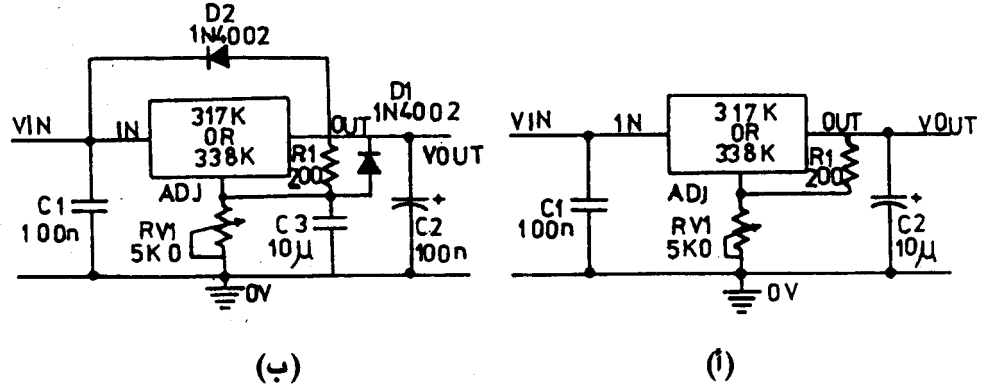 D2
1N4002
VIN
1N
317K
OR
338K
OUT
D1
1N4002
VOUT
R1
200
ADJ
C1
100n
RV1
5K0
C3
10μ
+
C2
100n
0V
(ب)
VIN
1N
317K
OR
338K
OUT
VOUT
R1
200
ADJ
C1
100n
RV1
5K0
+
C2
10μ
0V
(أ)